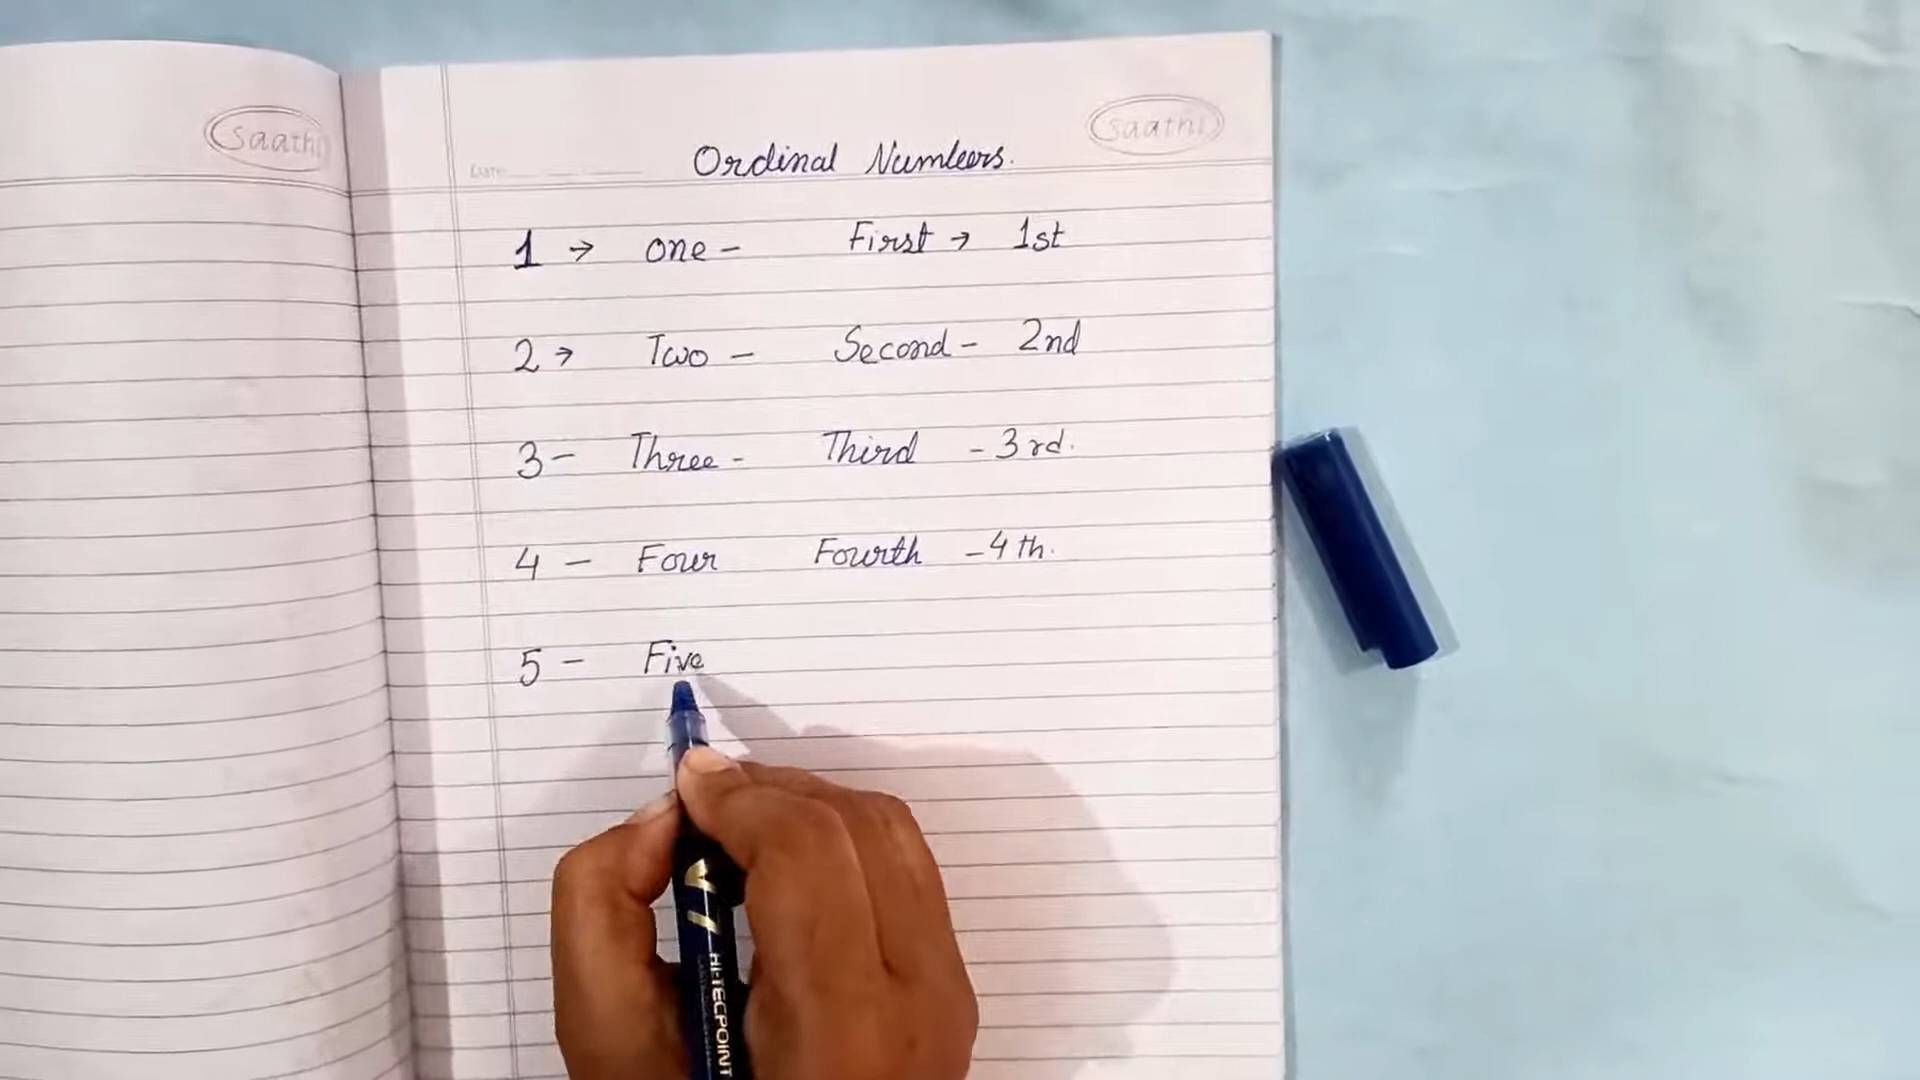 saathi
saathi
Date
Ordinal Numbers.
1 → one - First → 1st
2 → Two - Second - 2nd
3 - Three - Third - 3rd.
4 - Four Fourth - 4th.
5 - Five
V7
HI-TECPOINT